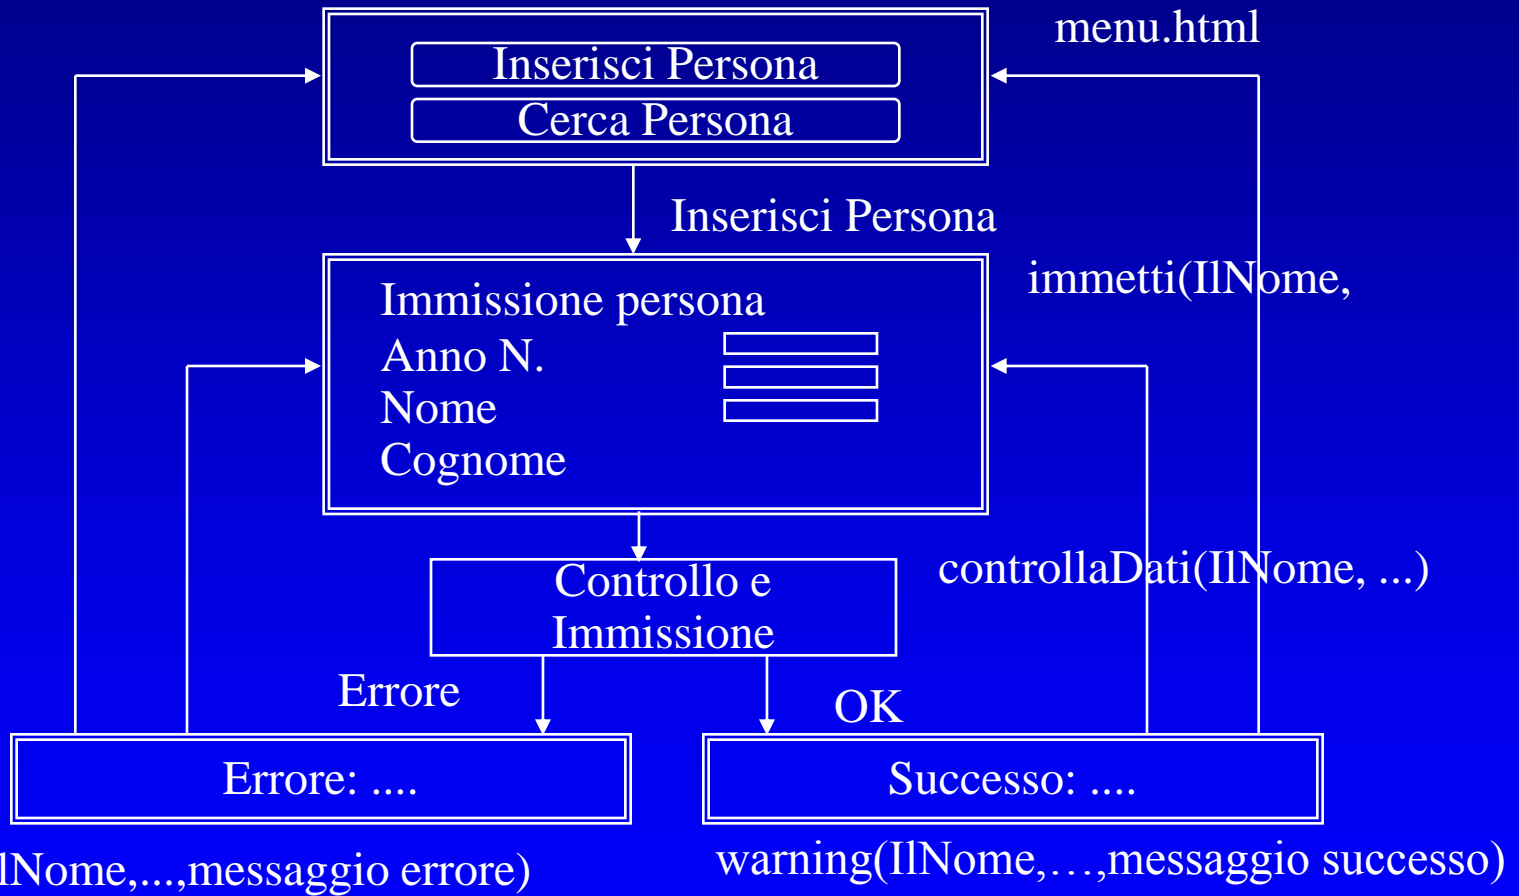 menu.html
Inserisci Persona
Cerca Persona
Inserisci Persona
immetti(IlNome,
Immissione persona
Anno N.
Nome
Cognome
controllaDati(IlNome, ...)
Controllo e
Immissione
Errore
OK
Errore: ....
Successo: ....
lNome,...,messaggio errore)
warning(IlNome,…,messaggio successo)